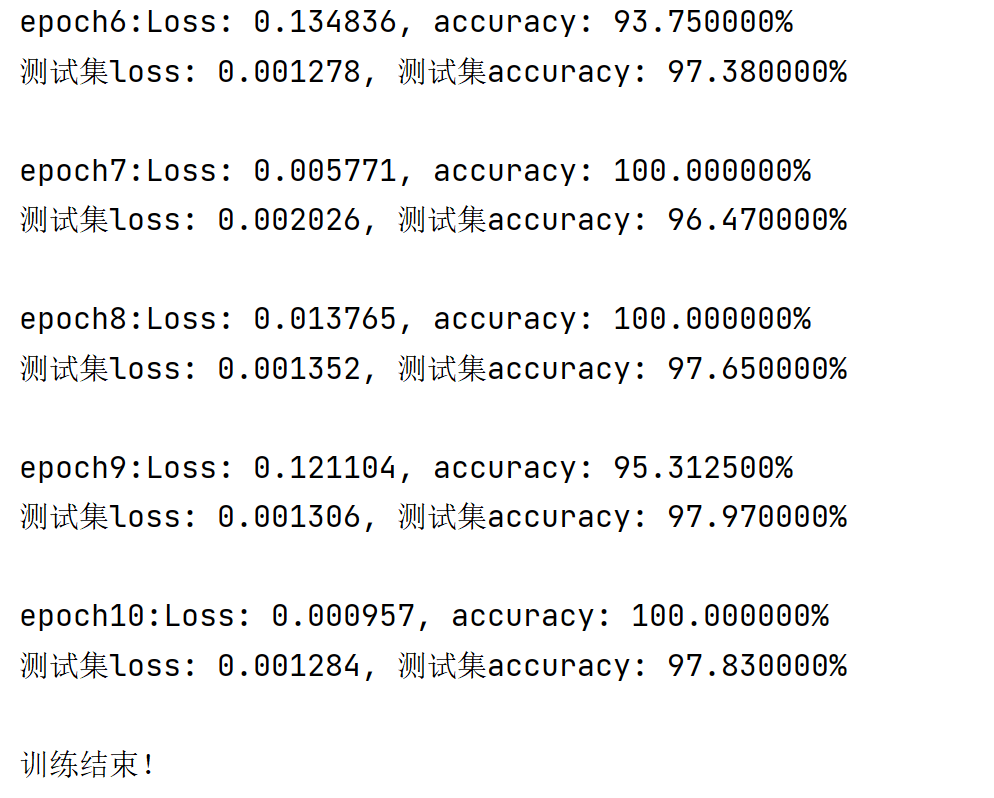 epoch6:Loss: 0.134836, accuracy: 93.750000%
测试集loss: 0.001278, 测试集accuracy: 97.380000%
epoch7:Loss: 0.005771, accuracy: 100.000000%
测试集loss: 0.002026, 测试集accuracy: 96.470000%
epoch8:Loss: 0.013765, accuracy: 100.000000%
测试集loss: 0.001352, 测试集accuracy: 97.650000%
epoch9:Loss: 0.121104, accuracy: 95.312500%
测试集loss: 0.001306, 测试集accuracy: 97.970000%
epoch10:Loss: 0.000957, accuracy: 100.000000%
测试集loss: 0.001284, 测试集accuracy: 97.830000%
训练结束！